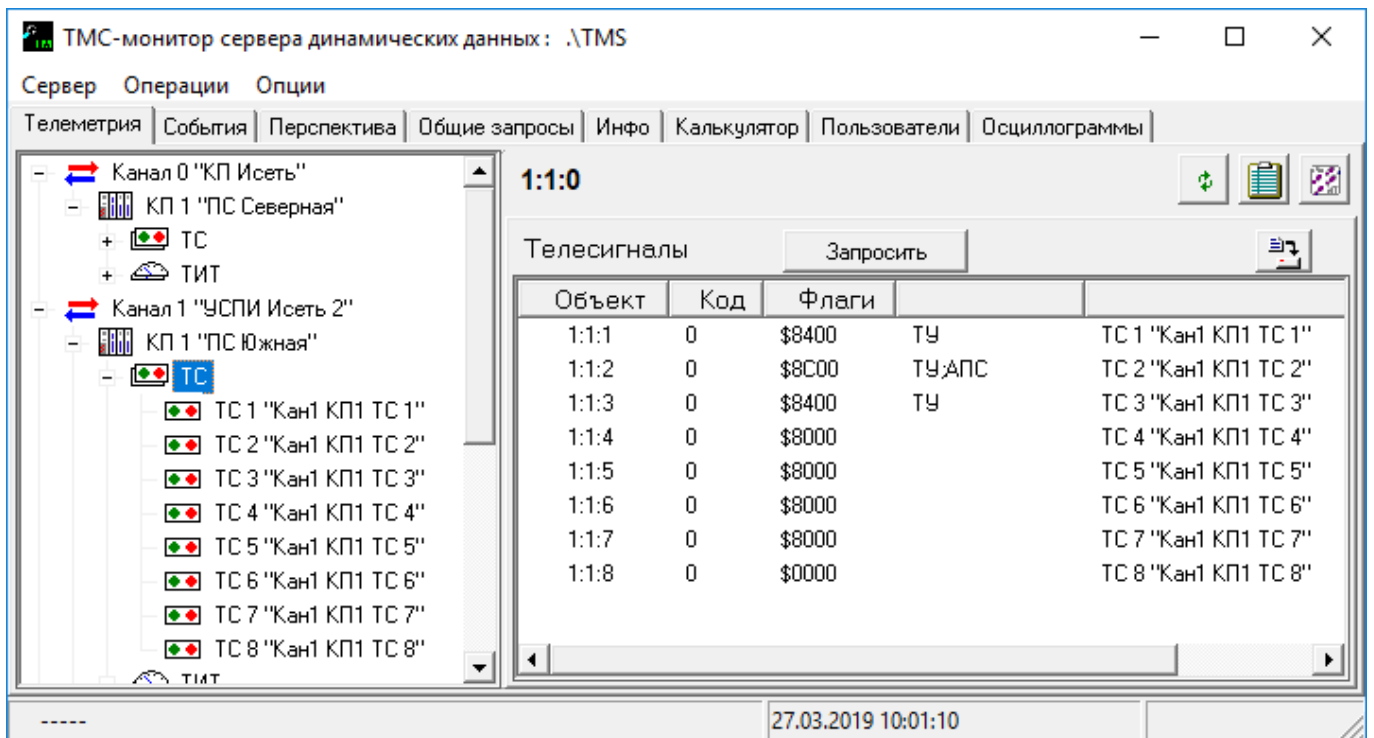 ТМС-монитор сервера динамических данных : .\TMS
Сервер Операции Опции
Телеметрия События Перспектива Общие запросы Инфо Калькулятор Пользователи Осциллограммы
Канал 0 "КП Исеть"
КП 1 "ПС Северная"
ТС
ТИТ
Канал 1 "УСПИ Исеть 2"
КП 1 "ПС Южная"
ТС
ТС 1 "Кан1 КП1 ТС 1"
ТС 2 "Кан1 КП1 ТС 2"
ТС 3 "Кан1 КП1 ТС 3"
ТС 4 "Кан1 КП1 ТС 4"
ТС 5 "Кан1 КП1 ТС 5"
ТС 6 "Кан1 КП1 ТС 6"
ТС 7 "Кан1 КП1 ТС 7"
ТС 8 "Кан1 КП1 ТС 8"
ТИТ
1:1:0
Телесигналы Запросить
Объект Код Флаги
1:1:1 0 $8400 ТУ ТС 1 "Кан1 КП1 ТС 1"
1:1:2 0 $8C00 ТУ;АПС ТС 2 "Кан1 КП1 ТС 2"
1:1:3 0 $8400 ТУ ТС 3 "Кан1 КП1 ТС 3"
1:1:4 0 $8000 ТС 4 "Кан1 КП1 ТС 4"
1:1:5 0 $8000 ТС 5 "Кан1 КП1 ТС 5"
1:1:6 0 $8000 ТС 6 "Кан1 КП1 ТС 6"
1:1:7 0 $8000 ТС 7 "Кан1 КП1 ТС 7"
1:1:8 0 $0000 ТС 8 "Кан1 КП1 ТС 8"
----- 27.03.2019 10:01:10